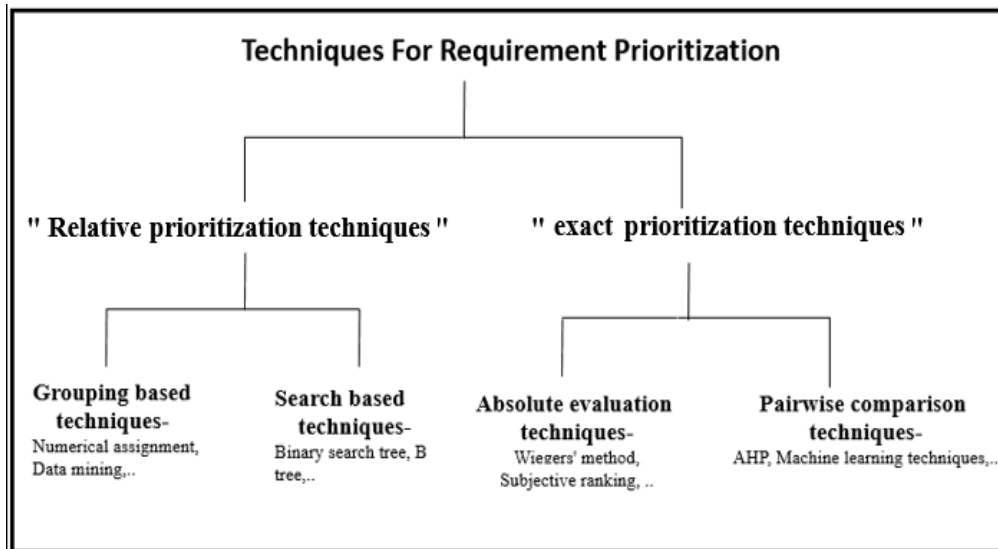 Techniques For Requirement Prioritization
" Relative prioritization techniques "
" exact prioritization techniques "
Grouping based
techniques-
Numerical assignment,
Data mining,..
Search based
techniques-
Binary search tree, B
tree,..
Absolute evaluation
techniques-
Wiegers' method,
Subjective ranking, ..
Pairwise comparison
techniques-
AHP, Machine learning techniques,..